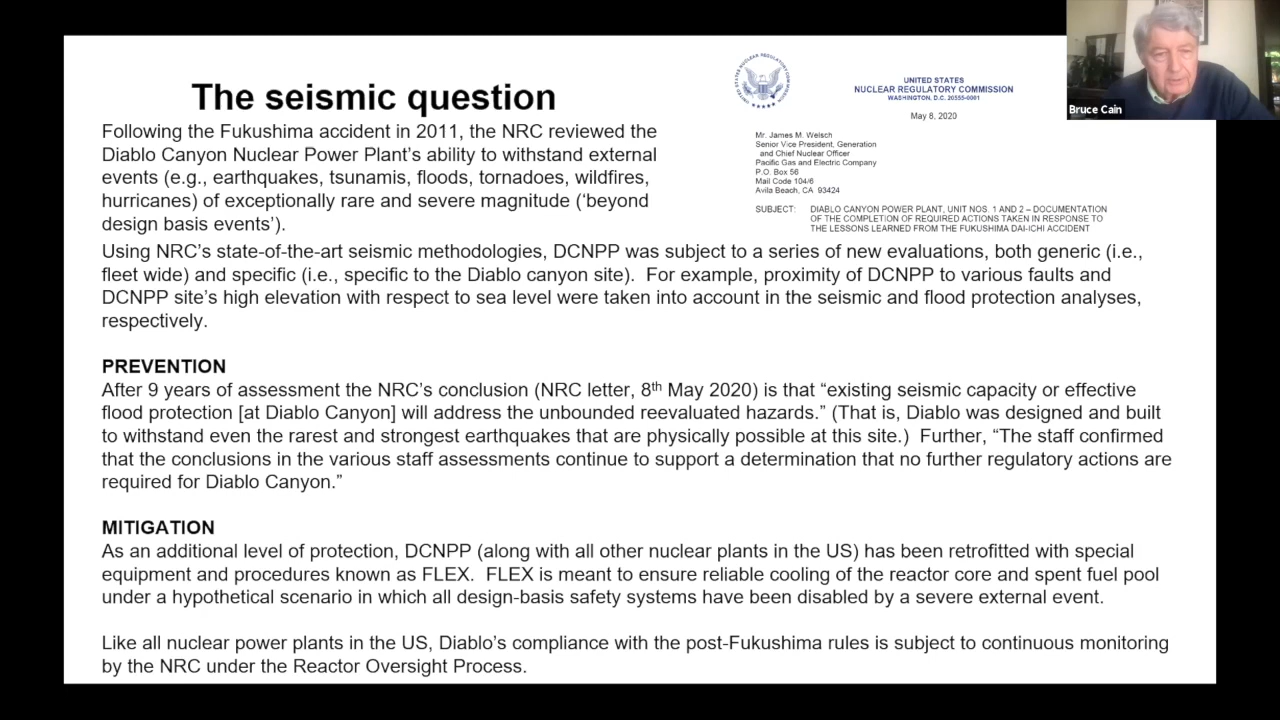 The seismic question
Following the Fukushima accident in 2011, the NRC reviewed the
Diablo Canyon Nuclear Power Plant's ability to withstand external
events (e.g., earthquakes, tsunamis, floods, tornadoes, wildfires,
hurricanes) of exceptionally rare and severe magnitude ('beyond
design basis events').
UNITED STATES
NUCLEAR REGULATORY COMMISSION
WASHINGTON, D.C. 20555-0001
May 8, 2020
Mr. James M. Welsch
Senior Vice President, Generation
and Chief Nuclear Officer
Pacific Gas and Electric Company
P.O. Box 56
Mail Code 104/6
Avila Beach, CA 93424
SUBJECT: DIABLO CANYON POWER PLANT, UNIT NOS. 1 AND 2 – DOCUMENTATION
OF THE COMPLETION OF REQUIRED ACTIONS TAKEN IN RESPONSE TO
THE LESSONS LEARNED FROM THE FUKUSHIMA DAI-ICHI ACCIDENT
Bruce Cain
Using NRC's state-of-the-art seismic methodologies, DCNPP was subject to a series of new evaluations, both generic (i.e.,
fleet wide) and specific (i.e., specific to the Diablo canyon site). For example, proximity of DCNPP to various faults and
DCNPP site's high elevation with respect to sea level were taken into account in the seismic and flood protection analyses,
respectively.
PREVENTION
After 9 years of assessment the NRC's conclusion (NRC letter, 8th May 2020) is that “existing seismic capacity or effective
flood protection [at Diablo Canyon] will address the unbounded reevaluated hazards.” (That is, Diablo was designed and built
to withstand even the rarest and strongest earthquakes that are physically possible at this site.) Further, “The staff confirmed
that the conclusions in the various staff assessments continue to support a determination that no further regulatory actions are
required for Diablo Canyon.”
MITIGATION
As an additional level of protection, DCNPP (along with all other nuclear plants in the US) has been retrofitted with special
equipment and procedures known as FLEX. FLEX is meant to ensure reliable cooling of the reactor core and spent fuel pool
under a hypothetical scenario in which all design-basis safety systems have been disabled by a severe external event.
Like all nuclear power plants in the US, Diablo's compliance with the post-Fukushima rules is subject to continuous monitoring
by the NRC under the Reactor Oversight Process.